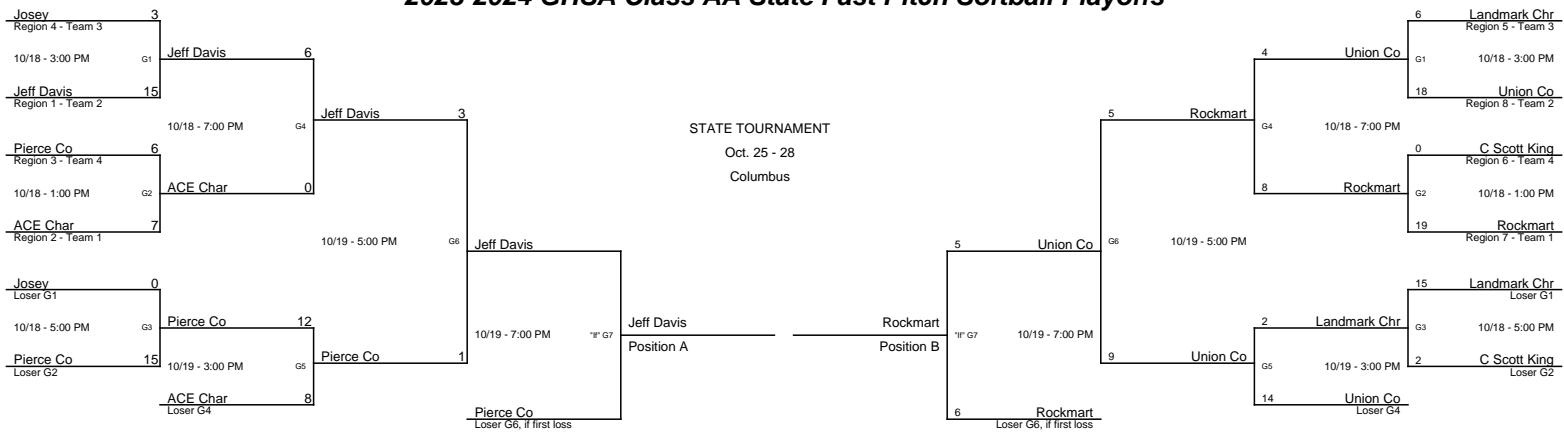 2023-2024 GHSA Class AA State Fast Pitch Softball Playoffs
Josey 3
Region 4 - Team 3
10/18 - 3:00 PM G1
Jeff Davis 6
Jeff Davis 15
Region 1 - Team 2
10/18 - 7:00 PM G4
Jeff Davis 3
Pierce Co 6
Region 3 - Team 4
10/18 - 1:00 PM G2
ACE Char 0
ACE Char 7
Region 2 - Team 1
10/19 - 5:00 PM G6
Jeff Davis
Josey 0
Loser G1
10/18 - 5:00 PM G3
Pierce Co 12
Pierce Co 15
Loser G2
10/19 - 3:00 PM G5
Pierce Co 1
ACE Char 8
Loser G4
10/19 - 7:00 PM "If" G7
Jeff Davis
Position A
Pierce Co
Loser G6, if first loss
STATE TOURNAMENT
Oct. 25 - 28
Columbus
6 Landmark Chr
Region 5 - Team 3
4 Union Co
G1 10/18 - 3:00 PM
18 Union Co
Region 8 - Team 2
5 Rockmart
G4 10/18 - 7:00 PM
0 C Scott King
Region 6 - Team 4
8 Rockmart
G2 10/18 - 1:00 PM
19 Rockmart
Region 7 - Team 1
5 Union Co
G6 10/19 - 5:00 PM
15 Landmark Chr
Loser G1
2 Landmark Chr
G3 10/18 - 5:00 PM
2 C Scott King
Loser G2
9 Union Co
G5 10/19 - 3:00 PM
14 Union Co
Loser G4
Rockmart
Position B
"If" G7 10/19 - 7:00 PM
6 Rockmart
Loser G6, if first loss